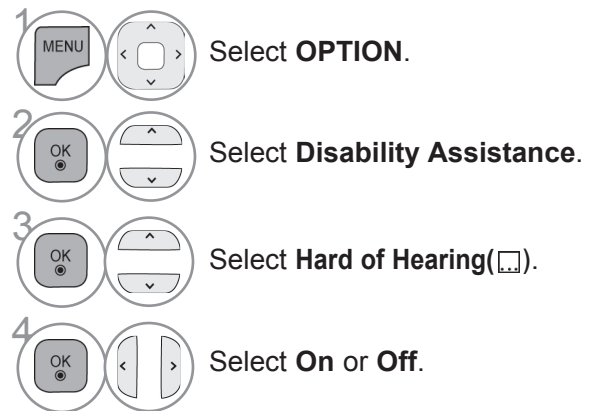 1 MENU Select OPTION.
2 OK Select Disability Assistance.
3 OK Select Hard of Hearing(...).
4 OK Select On or Off.